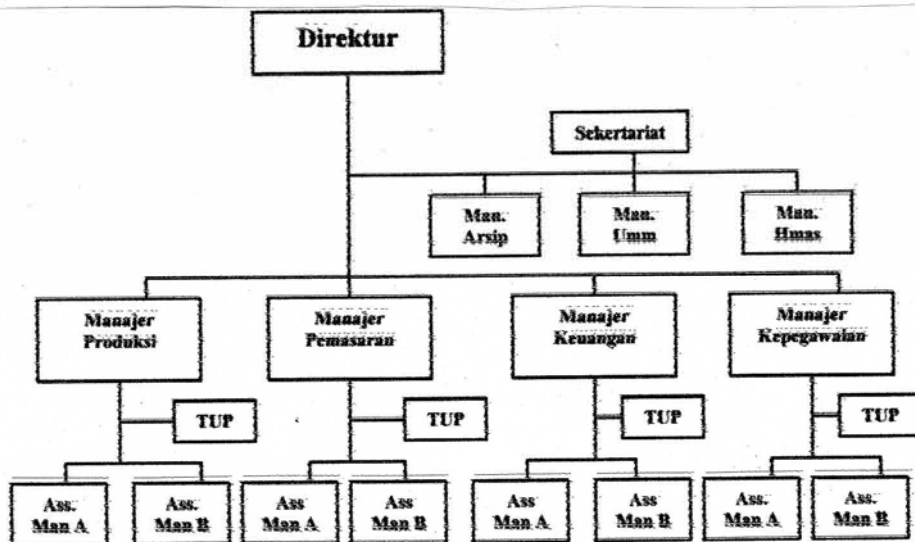 Direktur
Sekertariat
Man.
Arsip
Man.
Umm
Man.
Hmas
Manajer
Produksi
Manajer
Pemasaran
Manajer
Keuangan
Manajer
Kepegawaian
TUP
TUP
TUP
TUP
Ass.
Man A
Ass.
Man B
Ass
Man A
Ass
Man B
Ass
Man A
Ass
Man B
Ass.
Man A
Ass.
Man B